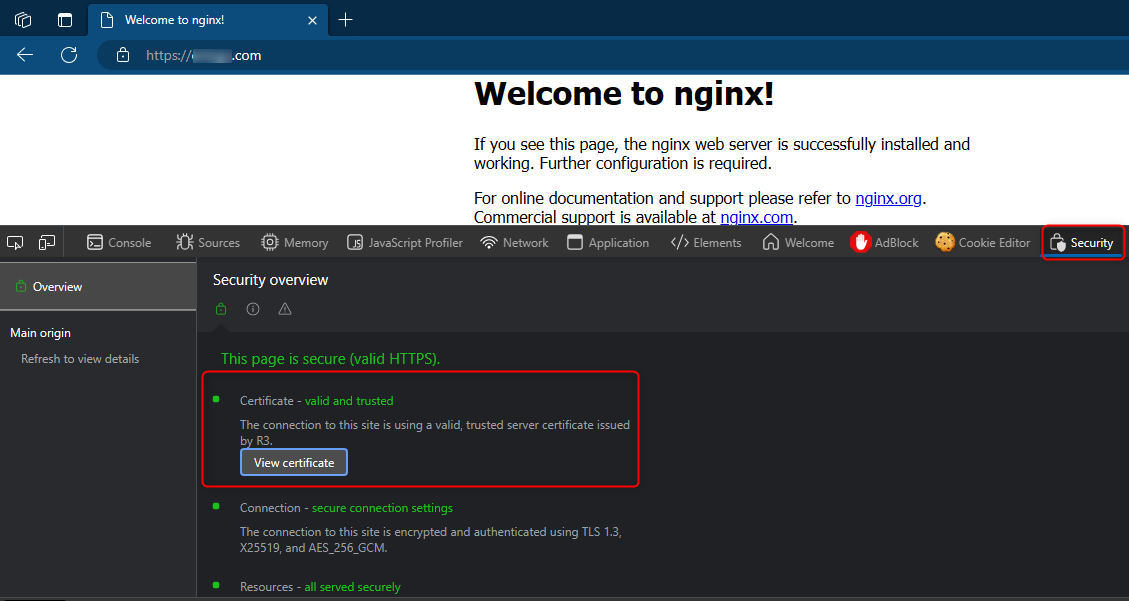 Welcome to nginx!
https:// .com
Welcome to nginx!
If you see this page, the nginx web server is successfully installed and
working. Further configuration is required.
For online documentation and support please refer to nginx.org.
Commercial support is available at nginx.com.
Console Sources Memory JavaScript Profiler Network Application Elements Welcome AdBlock Cookie Editor Security
Overview
Main origin
Refresh to view details
Security overview
This page is secure (valid HTTPS).
Certificate - valid and trusted
The connection to this site is using a valid, trusted server certificate issued
by R3.
View certificate
Connection - secure connection settings
The connection to this site is encrypted and authenticated using TLS 1.3,
X25519, and AES_256_GCM.
Resources - all served securely